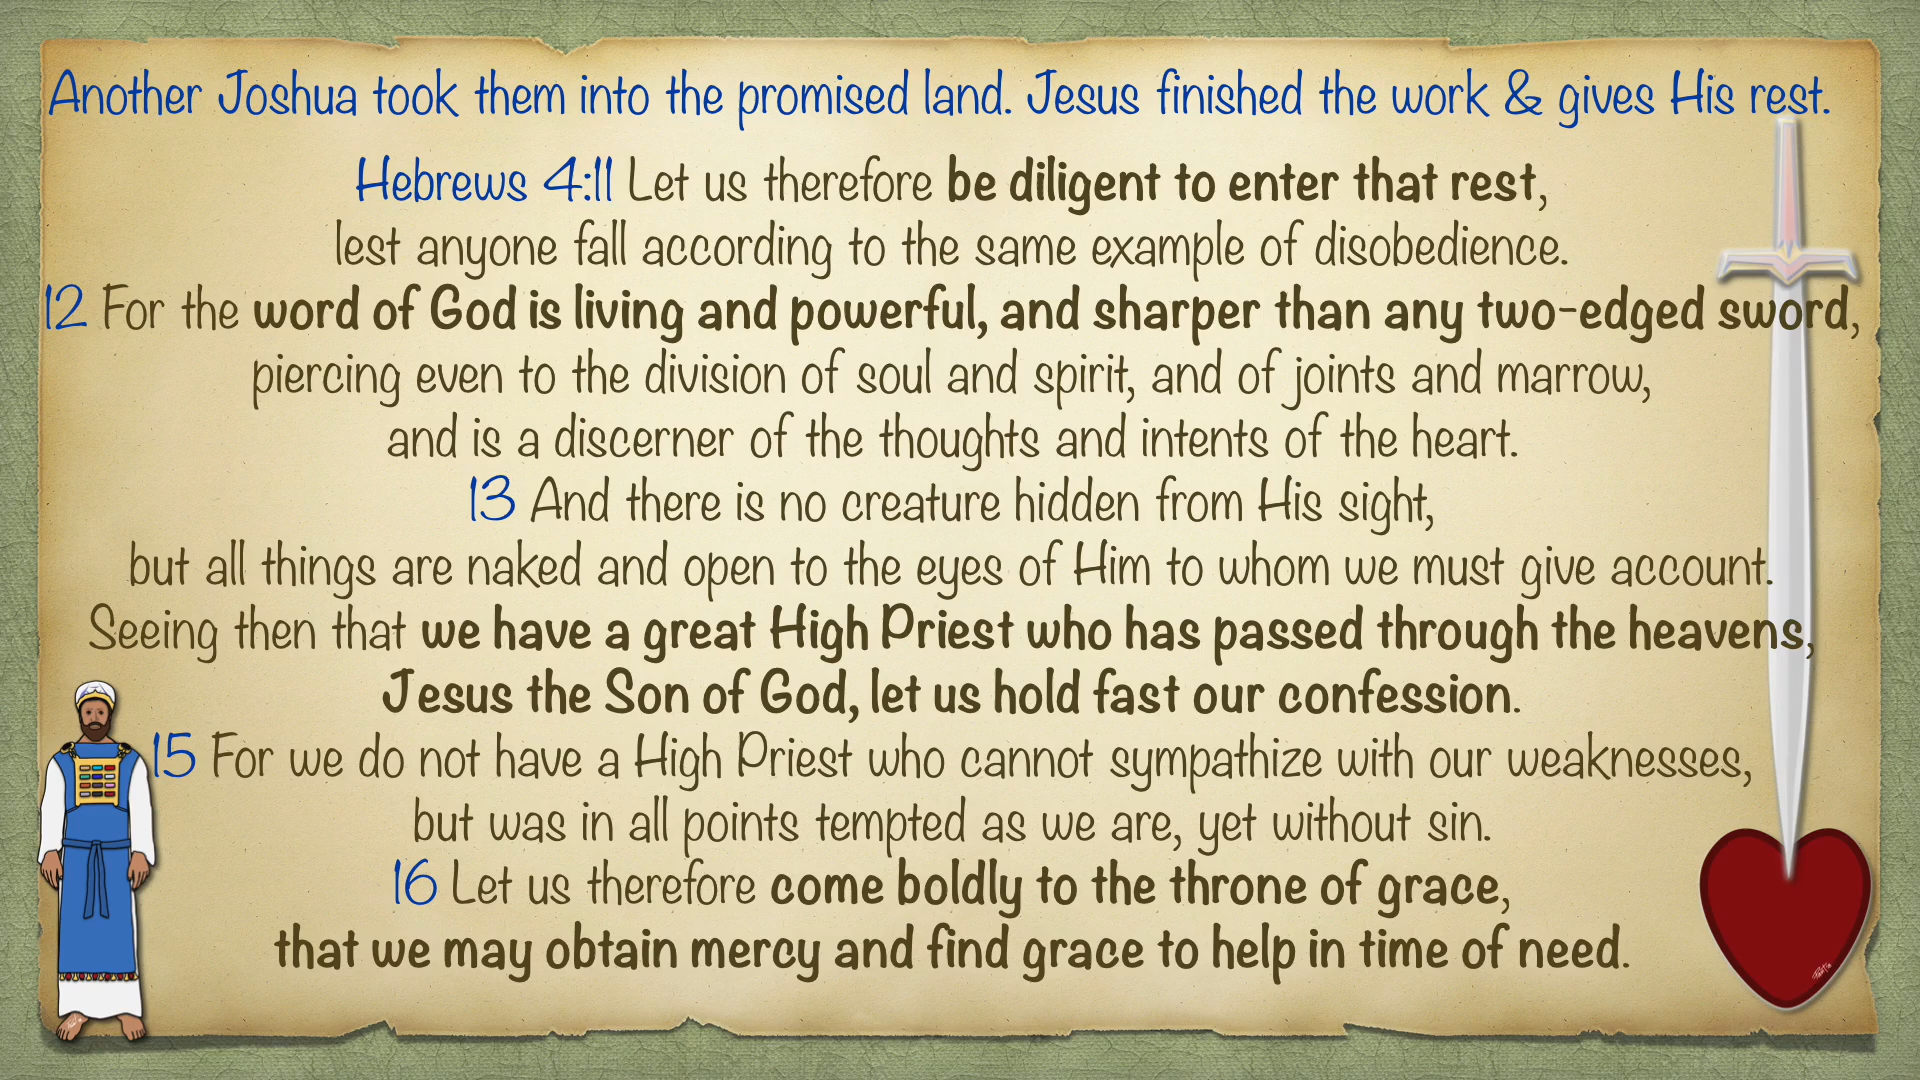 Another Joshua took them into the promised land. Jesus finished the work & gives His rest.
Hebrews 4:11 Let us therefore be diligent to enter that rest,
lest anyone fall according to the same example of disobedience.
12 For the word of God is living and powerful, and sharper than any two-edged sword,
piercing even to the division of soul and spirit, and of joints and marrow,
and is a discerner of the thoughts and intents of the heart.
13 And there is no creature hidden from His sight,
but all things are naked and open to the eyes of Him to whom we must give account.
Seeing then that we have a great High Priest who has passed through the heavens,
Jesus the Son of God, let us hold fast our confession.
15 For we do not have a High Priest who cannot sympathize with our weaknesses,
but was in all points tempted as we are, yet without sin.
16 Let us therefore come boldly to the throne of grace,
that we may obtain mercy and find grace to help in time of need.